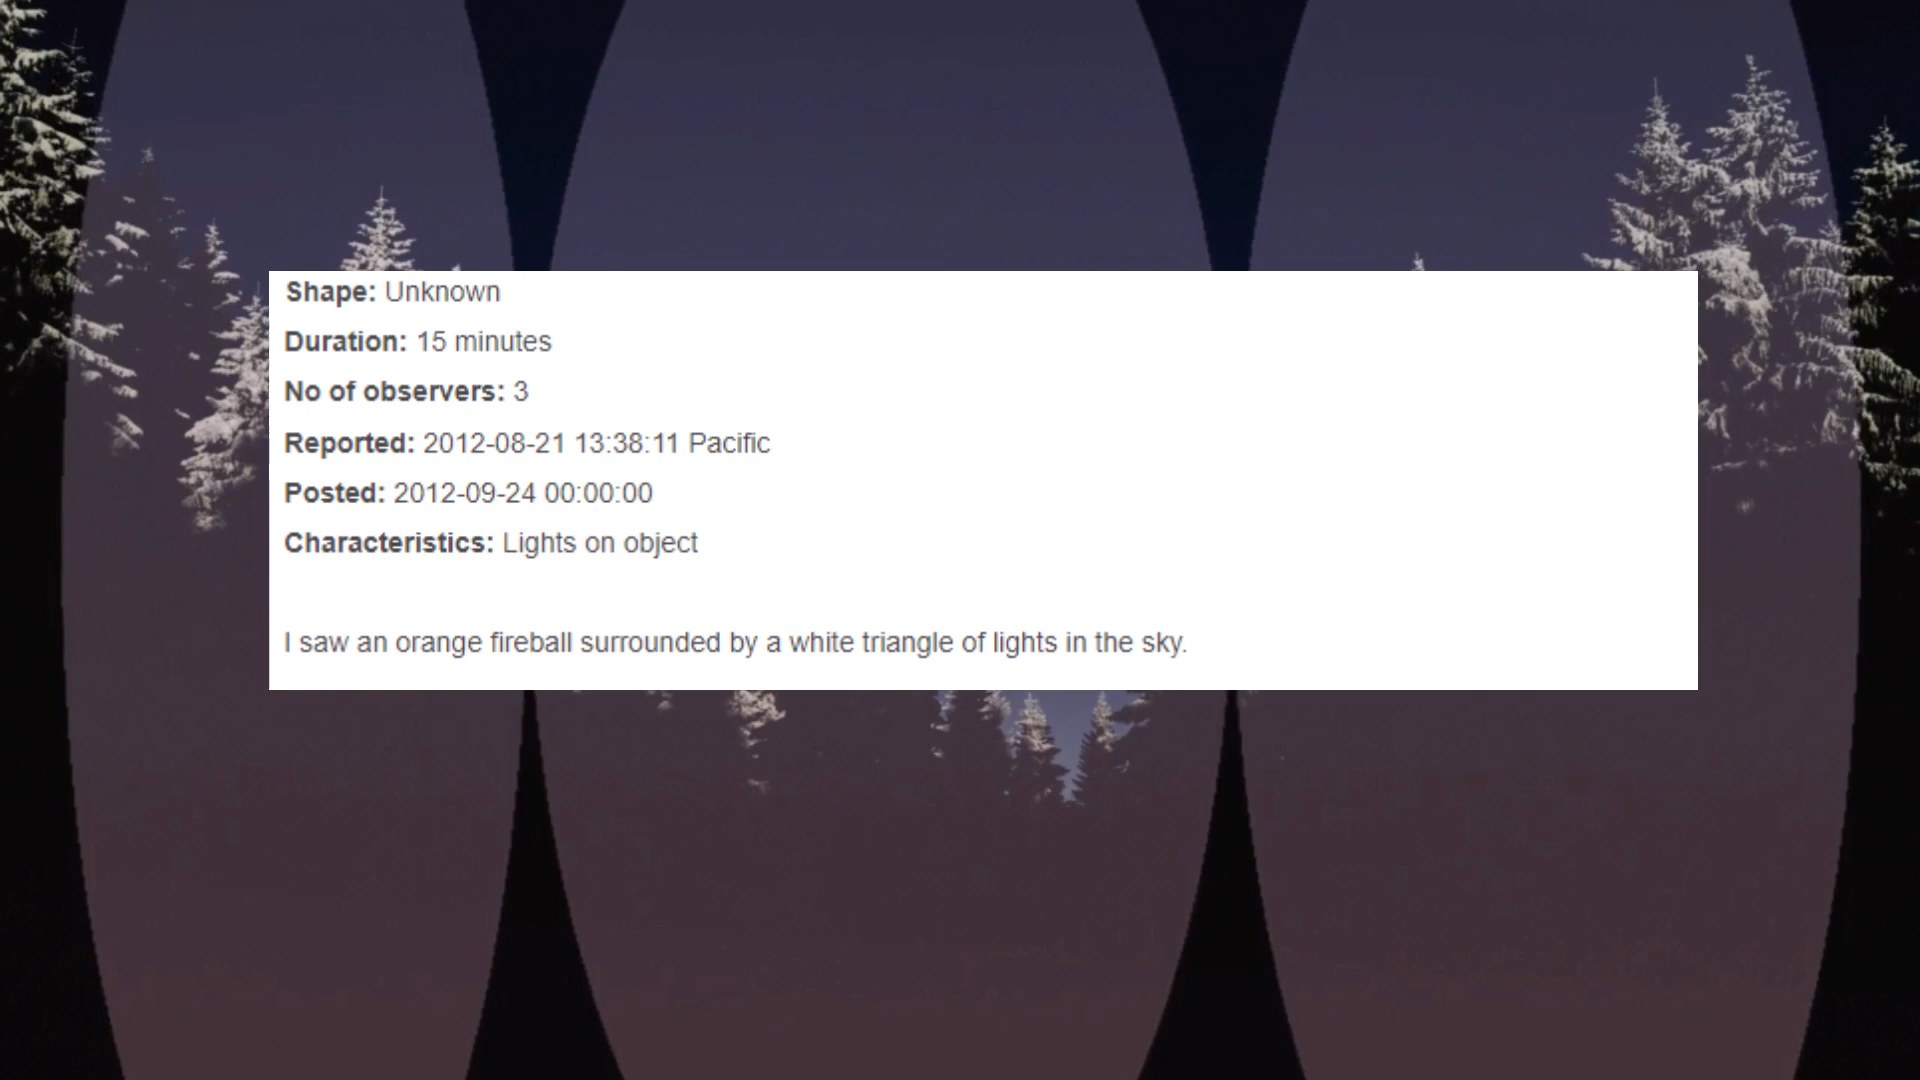 Shape: Unknown
Duration: 15 minutes
No of observers: 3
Reported: 2012-08-21 13:38:11 Pacific
Posted: 2012-09-24 00:00:00
Characteristics: Lights on object
I saw an orange fireball surrounded by a white triangle of lights in the sky.